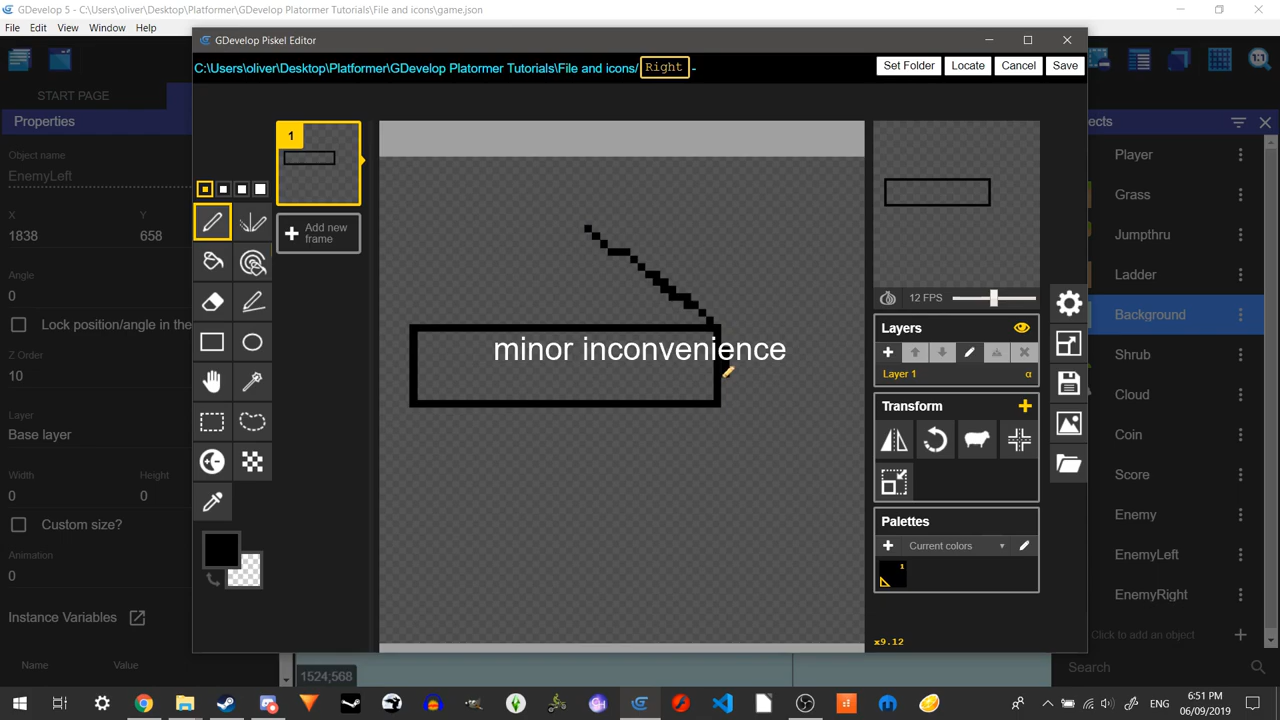 GDevelop 5 - C:\Users\oliver\Desktop\Platformer\GDevelop Platormer Tutorials\File and icons\game.json
File Edit View Window Help
GDevelop Piskel Editor
C:\Users\oliver\Desktop\Platformer\GDevelop Platormer Tutorials\File and icons/ Right -
Set Folder Locate Cancel Save
START PAGE
Properties
Object name
EnemyLeft
X Y
1838 658
Angle
0
Lock position/angle in the
Z Order
10
Layer
Base layer
Width Height
0 0
Custom size?
Animation
0
Instance Variables
Name Value
1
Add new
frame
minor inconvenience
12 FPS
Layers
Layer 1 α
Transform
Palettes
Current colors
1
x9.12
1:1
ects
Player
Grass
Jumpthru
Ladder
Background
Shrub
Cloud
Coin
Score
Enemy
EnemyLeft
EnemyRight
Click to add an object
Search
1524;568
ENG
6:51 PM
06/09/2019